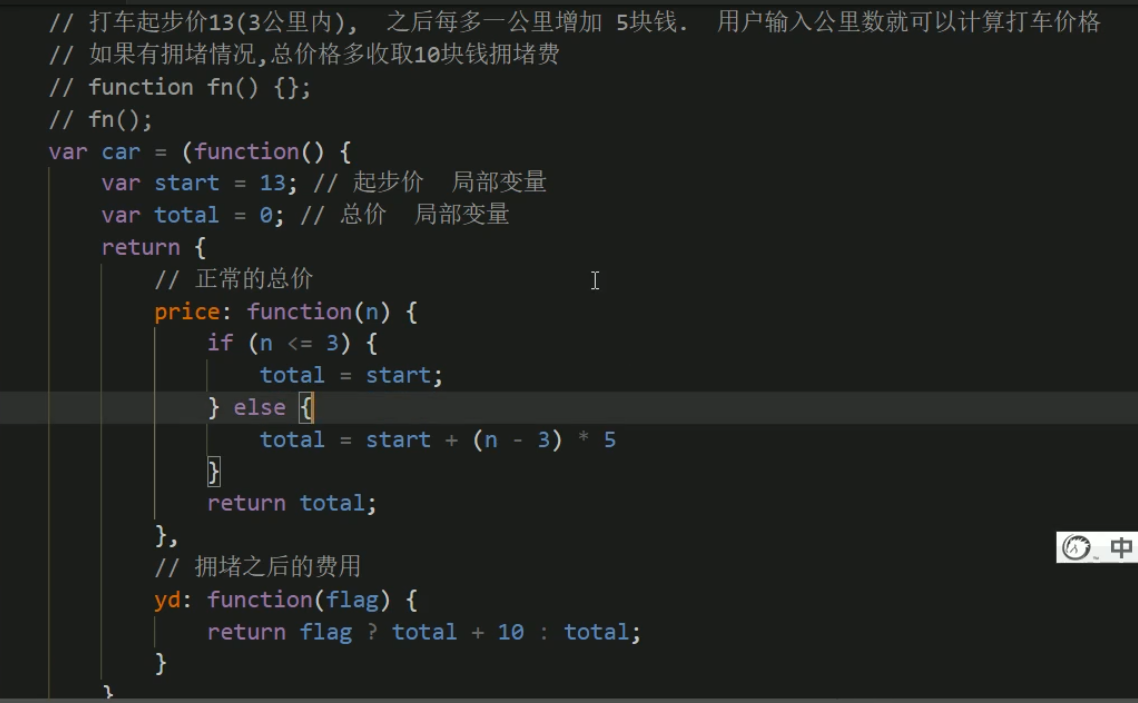 // 打车起步价13(3公里内),  之后每多一公里增加 5块钱.  用户输入公里数就可以计算打车价格
// 如果有拥堵情况,总价格多收取10块钱拥堵费
// function fn() {};
// fn();
var car = (function() {
var start = 13; // 起步价  局部变量
var total = 0; // 总价  局部变量
return {
// 正常的总价
price: function(n) {
if (n <= 3) {
total = start;
} else {
total = start + (n - 3) * 5
}
return total;
},
// 拥堵之后的费用
yd: function(flag) {
return flag ? total + 10 : total;
}
}
中